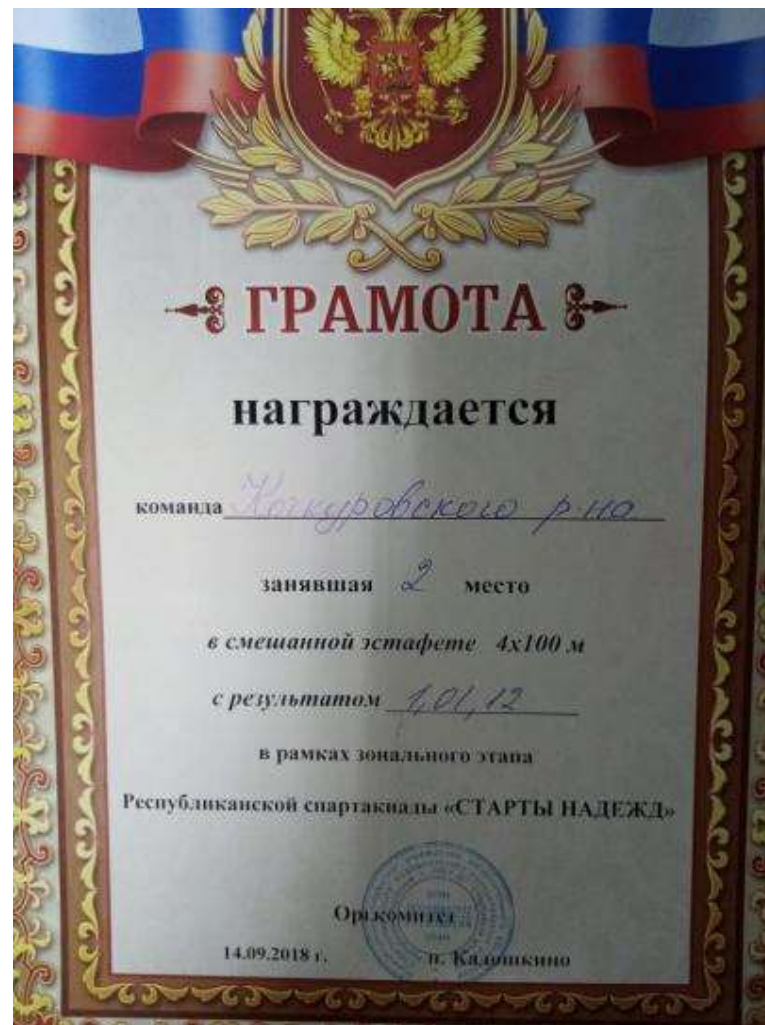 ГРАМОТА
награждается
команда Кочкуровского р-на
занявшая 2 место
в смешанной эстафете 4х100 м
с результатом 1,01,12
в рамках зонального этапа
Республиканской спартакиады «СТАРТЫ НАДЕЖД»
Оргкомитет
14.09.2018 г. п. Кадошкино